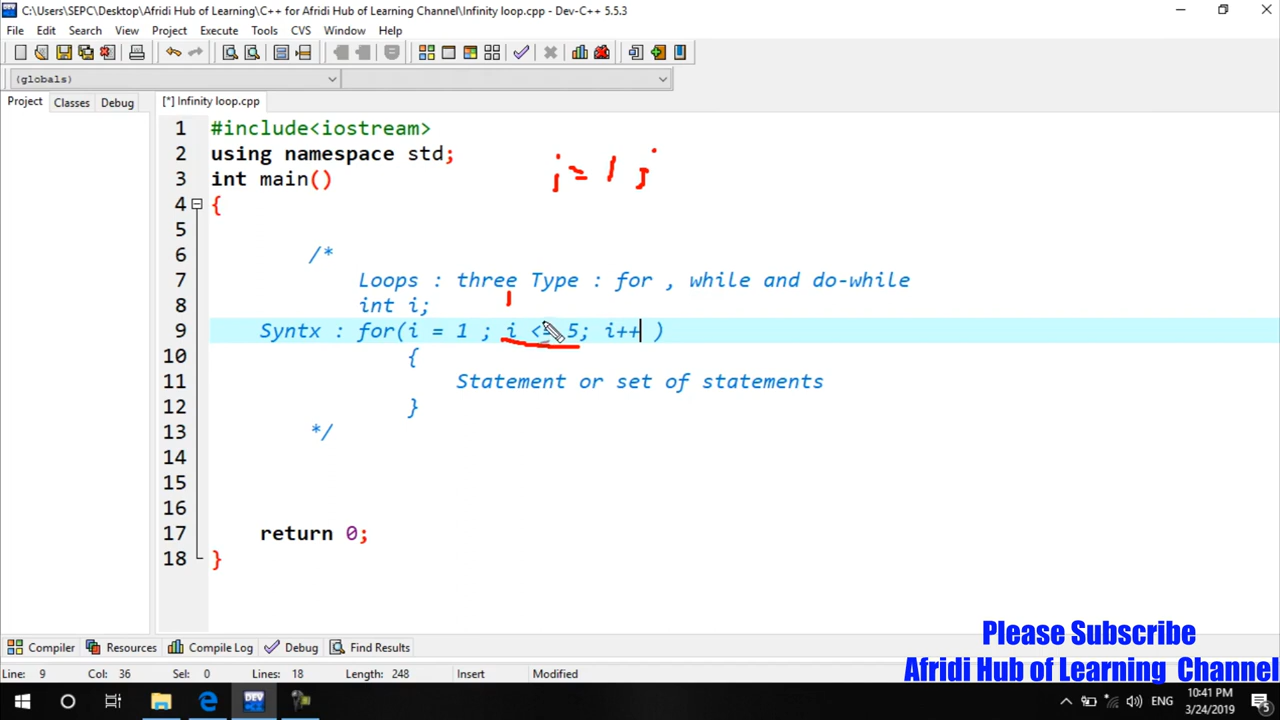 C:\Users\SEPC\Desktop\Afridi Hub of Learning\C++ for Afridi Hub of Learning Channel\Infinity loop.cpp - Dev-C++ 5.5.3
File Edit Search View Project Execute Tools CVS Window Help
(globals)
Project Classes Debug [*] Infinity loop.cpp
1 #include<iostream>
2 using namespace std;
3 int main()
4 {
5
6 /*
7 Loops : three Type : for , while and do-while
8 int i;
9 Syntx : for(i = 1 ; i <= 5; i++ )
10 {
11 Statement or set of statements
12 }
13 */
14
15
16
17 return 0;
18 }
i = 1 ;
1
Please Subscribe
Afridi Hub of Learning Channel
Compiler Resources Compile Log Debug Find Results
Line: 9 Col: 36 Sel: 0 Lines: 18 Length: 248 Insert Modified
DEV ENG 10:41 PM
3/24/2019 5